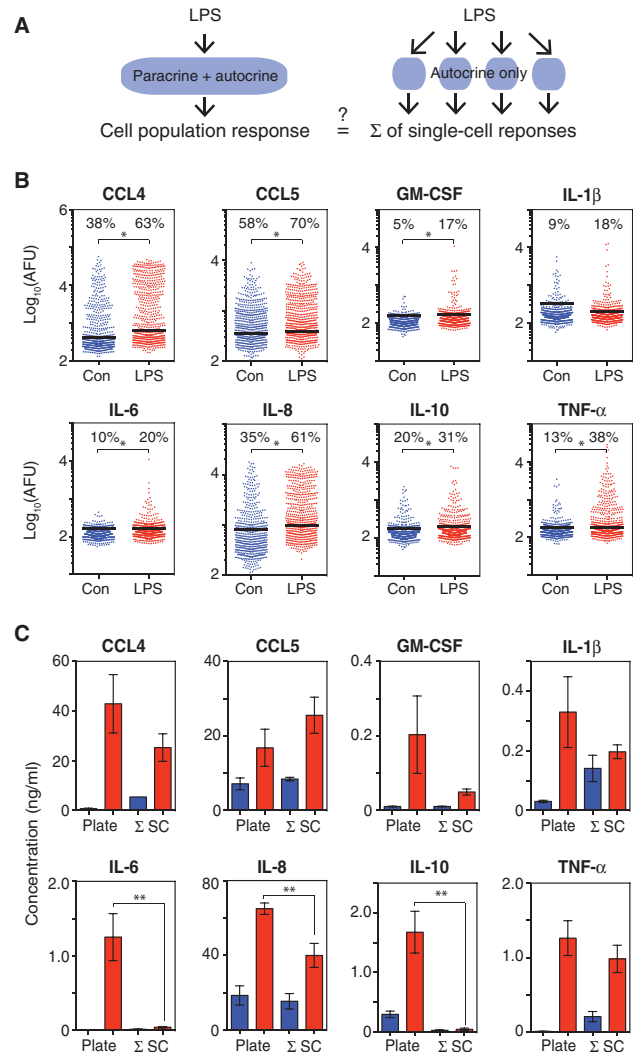 A
LPS
LPS
Paracrine + autocrine
Autocrine only
Cell population response
?
=
Σ of single-cell reponses
B
CCL4
CCL5
GM-CSF
IL-1β
Log10(AFU)
6
4
2
38% 63%
*
Con LPS
6
4
2
58% 70%
*
Con LPS
4
2
5% 17%
*
Con LPS
4
2
9% 18%
Con LPS
IL-6
IL-8
IL-10
TNF-α
Log10(AFU)
4
2
10% 20%
*
Con LPS
4
2
35% 61%
*
Con LPS
4
2
20% 31%
*
Con LPS
4
2
13% 38%
*
Con LPS
C
CCL4
CCL5
GM-CSF
IL-1β
Concentration (ng/ml)
60
40
20
0
Plate Σ SC
40
20
0
Plate Σ SC
0.4
0.2
0
Plate Σ SC
0.4
0.2
0
Plate Σ SC
IL-6
IL-8
IL-10
TNF-α
2.0
1.0
0
**
Plate Σ SC
80
40
0
**
Plate Σ SC
2.0
1.0
0
**
Plate Σ SC
2.0
1.0
0
Plate Σ SC